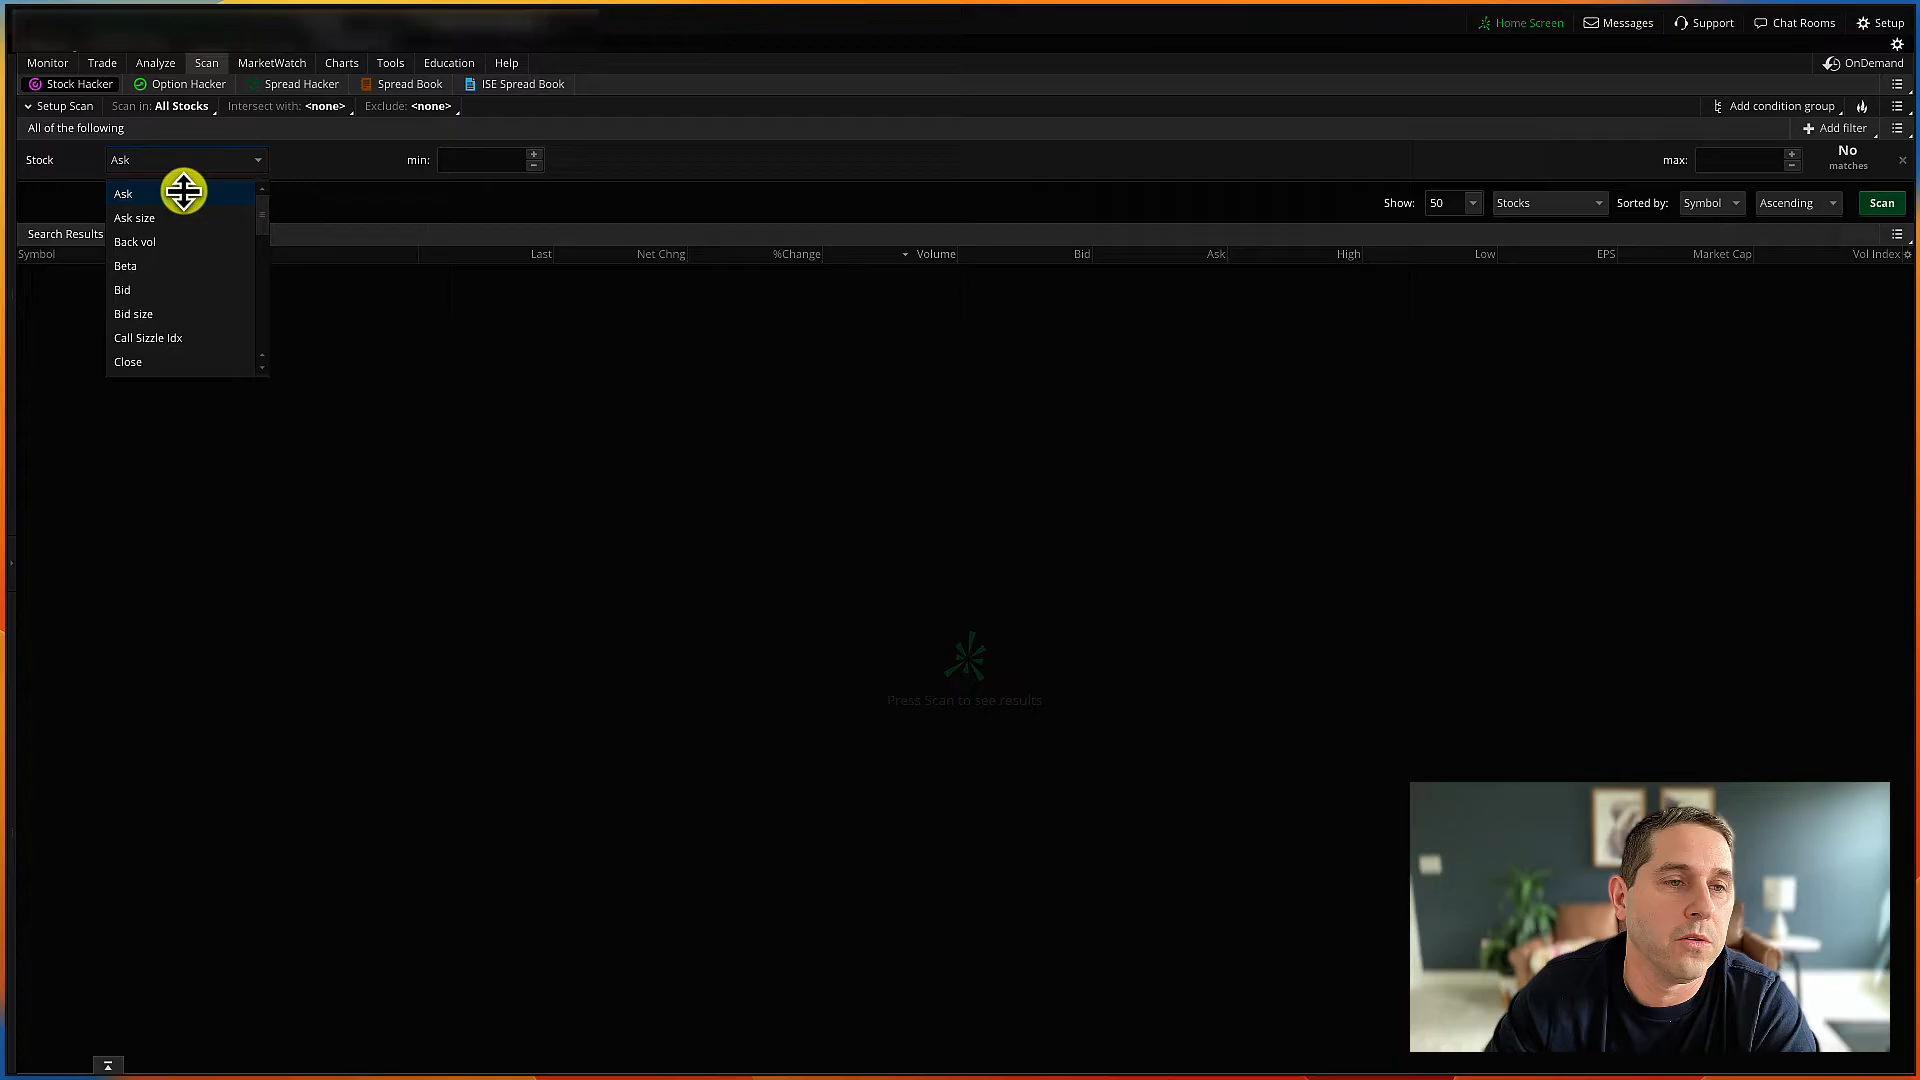 Home Screen Messages Support Chat Rooms Setup
Monitor Trade Analyze Scan MarketWatch Charts Tools Education Help OnDemand
Stock Hacker Option Hacker Spread Hacker Spread Book ISE Spread Book
Setup Scan Scan in: All Stocks Intersect with: <none> Exclude: <none> Add condition group
All of the following Add filter
Stock Ask min: max: No matches
Ask
Show: 50 Stocks Sorted by: Symbol Ascending Scan
Ask size
Search Results
Back vol
Symbol Last Net Chng %Change Volume Bid Ask High Low EPS Market Cap Vol Index
Beta
Bid
Bid size
Call Sizzle Idx
Close
Press Scan to see results